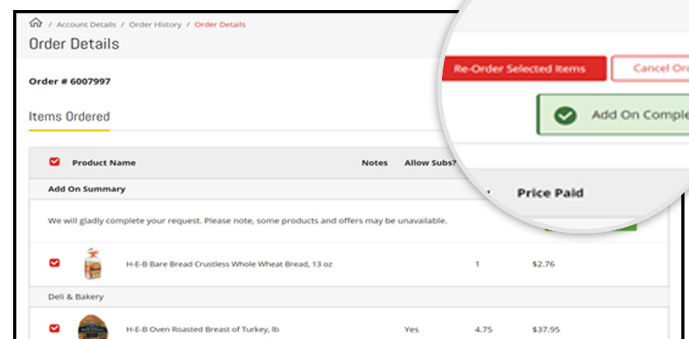 / Account Details / Order History / Order Details
Order Details
Order # 6007997
Re-Order Selected Items
Cancel Or
Add On Comple
Items Ordered
Product Name Notes Allow Subs? Price Paid
Add On Summary
We will gladly complete your request. Please note, some products and offers may be unavailable.
H-E-B Bare Bread Crustless Whole Wheat Bread, 13 oz 1 $2.76
Deli & Bakery
H-E-B Oven Roasted Breast of Turkey, lb Yes 4.75 $37.95